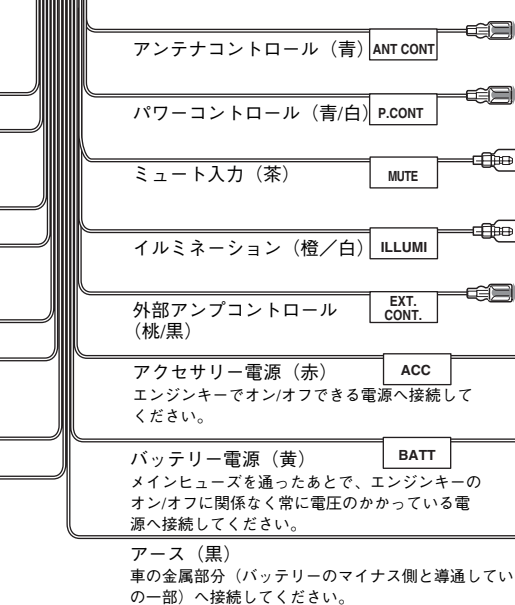 アンテナコントロール（青） ANT CONT
パワーコントロール（青/白） P.CONT
ミュート入力（茶） MUTE
イルミネーション（橙／白） ILLUMI
外部アンプコントロール
（桃/黒）
EXT.
CONT.
アクセサリー電源（赤） ACC
エンジンキーでオン/オフできる電源へ接続して
ください。
バッテリー電源（黄） BATT
メインヒューズを通ったあとで、エンジンキーの
オン/オフに関係なく常に電圧のかかっている電
源へ接続してください。
アース（黒）
車の金属部分（バッテリーのマイナス側と導通してい
の一部）へ接続してください。